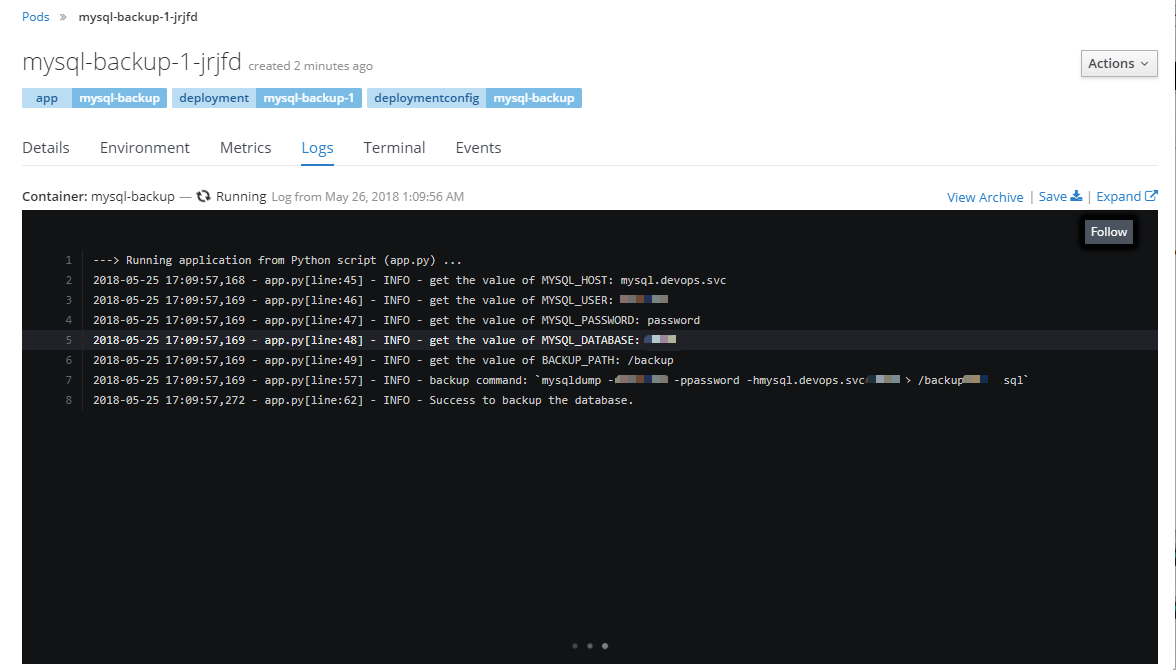 Pods » mysql-backup-1-jrjfd
mysql-backup-1-jrjfd created 2 minutes ago
Actions
app mysql-backup deployment mysql-backup-1 deploymentconfig mysql-backup
Details Environment Metrics Logs Terminal Events
Container: mysql-backup — Running Log from May 26, 2018 1:09:56 AM View Archive | Save | Expand
Follow
1 ---> Running application from Python script (app.py) ...
2 2018-05-25 17:09:57,168 - app.py[line:45] - INFO - get the value of MYSQL_HOST: mysql.devops.svc
3 2018-05-25 17:09:57,169 - app.py[line:46] - INFO - get the value of MYSQL_USER:
4 2018-05-25 17:09:57,169 - app.py[line:47] - INFO - get the value of MYSQL_PASSWORD: password
5 2018-05-25 17:09:57,169 - app.py[line:48] - INFO - get the value of MYSQL_DATABASE:
6 2018-05-25 17:09:57,169 - app.py[line:49] - INFO - get the value of BACKUP_PATH: /backup
7 2018-05-25 17:09:57,169 - app.py[line:57] - INFO - backup command: `mysqldump - -ppassword -hmysql.devops.svc > /backup sql`
8 2018-05-25 17:09:57,272 - app.py[line:62] - INFO - Success to backup the database.